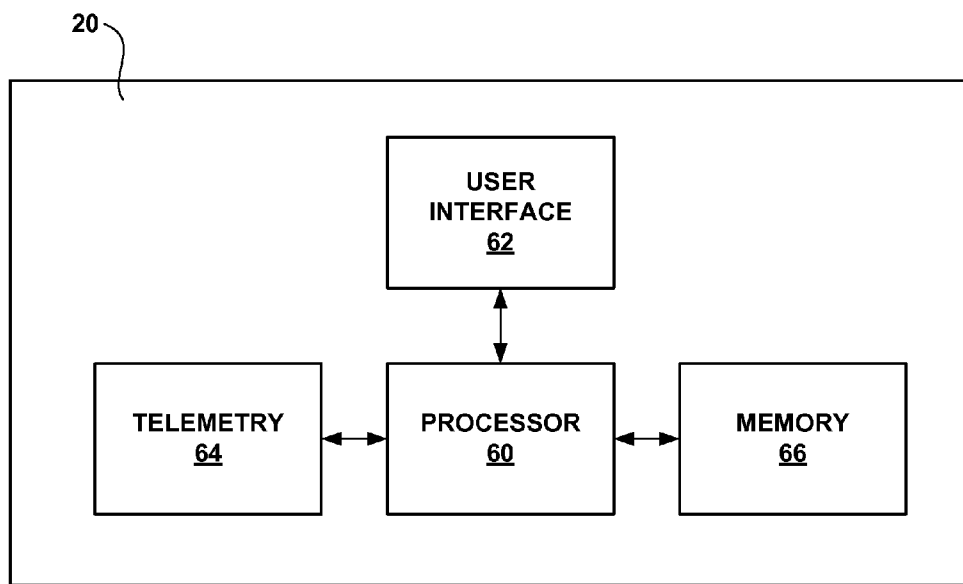 20
USER
INTERFACE
62
TELEMETRY
64
PROCESSOR
60
MEMORY
66